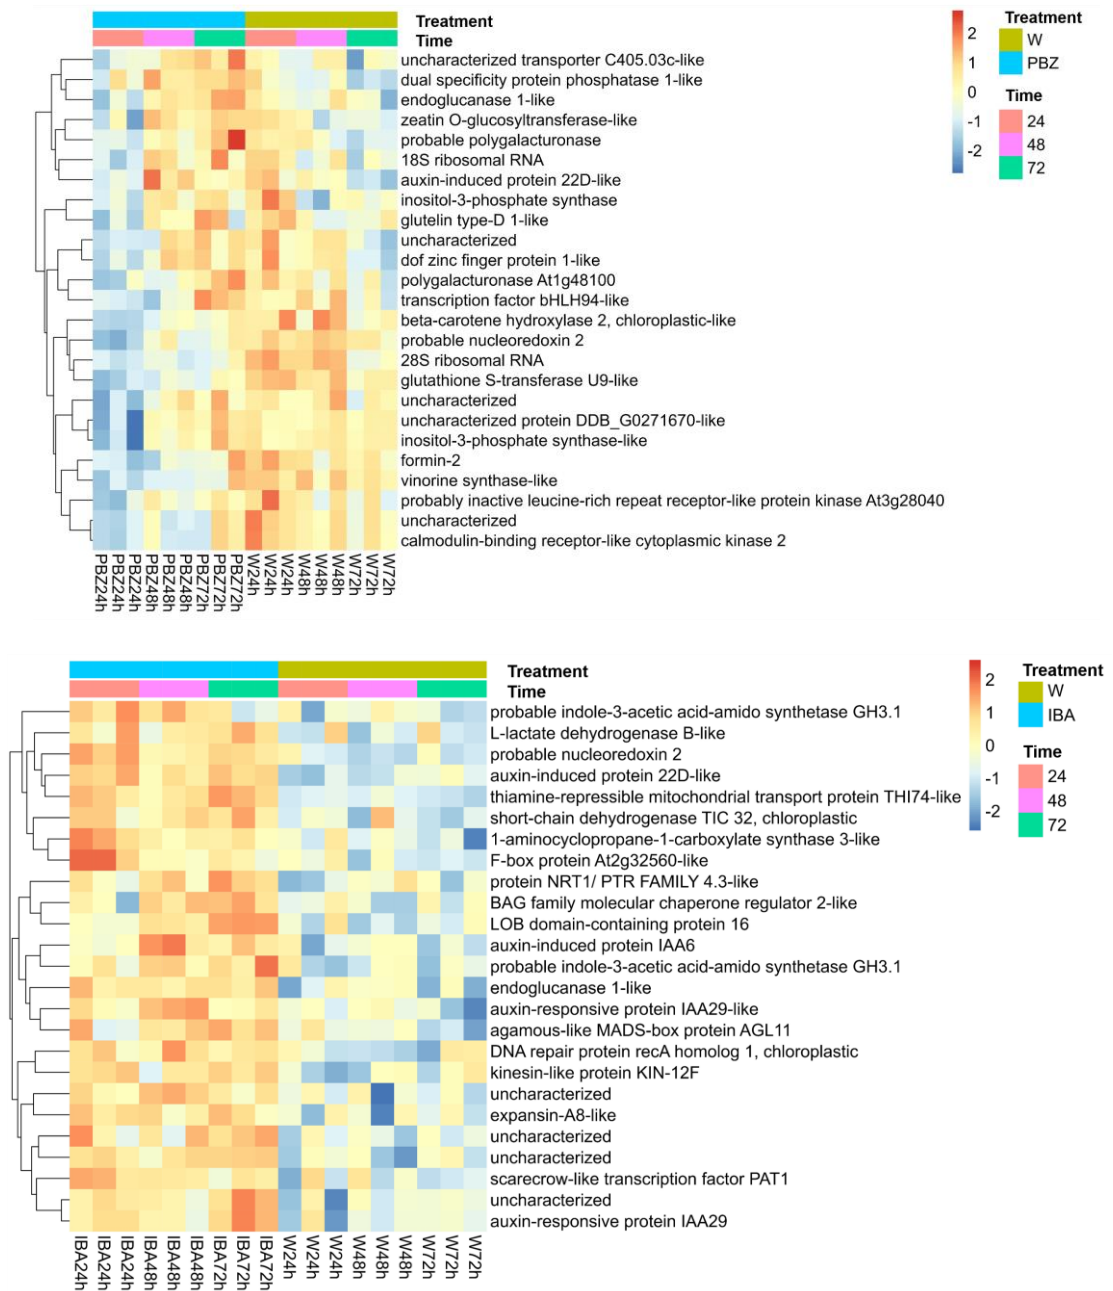 Treatment
Time
uncharacterized transporter C405.03c-like
dual specificity protein phosphatase 1-like
endoglucanase 1-like
zeatin O-glucosyltransferase-like
probable polygalacturonase
18S ribosomal RNA
auxin-induced protein 22D-like
inositol-3-phosphate synthase
glutelin type-D 1-like
uncharacterized
dof zinc finger protein 1-like
polygalacturonase At1g48100
transcription factor bHLH94-like
beta-carotene hydroxylase 2, chloroplastic-like
probable nucleoredoxin 2
28S ribosomal RNA
glutathione S-transferase U9-like
uncharacterized
uncharacterized protein DDB_G0271670-like
inositol-3-phosphate synthase-like
formin-2
vinorine synthase-like
probably inactive leucine-rich repeat receptor-like protein kinase At3g28040
uncharacterized
calmodulin-binding receptor-like cytoplasmic kinase 2
PBZ24h
PBZ24h
PBZ24h
PBZ48h
PBZ48h
PBZ48h
PBZ72h
PBZ72h
PBZ72h
W24h
W24h
W24h
W48h
W48h
W48h
W72h
W72h
W72h
2
1
0
-1
-2
Treatment
W
PBZ
Time
24
48
72
Treatment
Time
probable indole-3-acetic acid-amido synthetase GH3.1
L-lactate dehydrogenase B-like
probable nucleoredoxin 2
auxin-induced protein 22D-like
thiamine-repressible mitochondrial transport protein THI74-like
short-chain dehydrogenase TIC 32, chloroplastic
1-aminocyclopropane-1-carboxylate synthase 3-like
F-box protein At2g32560-like
protein NRT1/ PTR FAMILY 4.3-like
BAG family molecular chaperone regulator 2-like
LOB domain-containing protein 16
auxin-induced protein IAA6
probable indole-3-acetic acid-amido synthetase GH3.1
endoglucanase 1-like
auxin-responsive protein IAA29-like
agamous-like MADS-box protein AGL11
DNA repair protein recA homolog 1, chloroplastic
kinesin-like protein KIN-12F
uncharacterized
expansin-A8-like
uncharacterized
uncharacterized
scarecrow-like transcription factor PAT1
uncharacterized
auxin-responsive protein IAA29
IBA24h
IBA24h
IBA24h
IBA48h
IBA48h
IBA48h
IBA72h
IBA72h
IBA72h
W24h
W24h
W24h
W48h
W48h
W48h
W72h
W72h
W72h
2
1
0
-1
-2
Treatment
W
IBA
Time
24
48
72